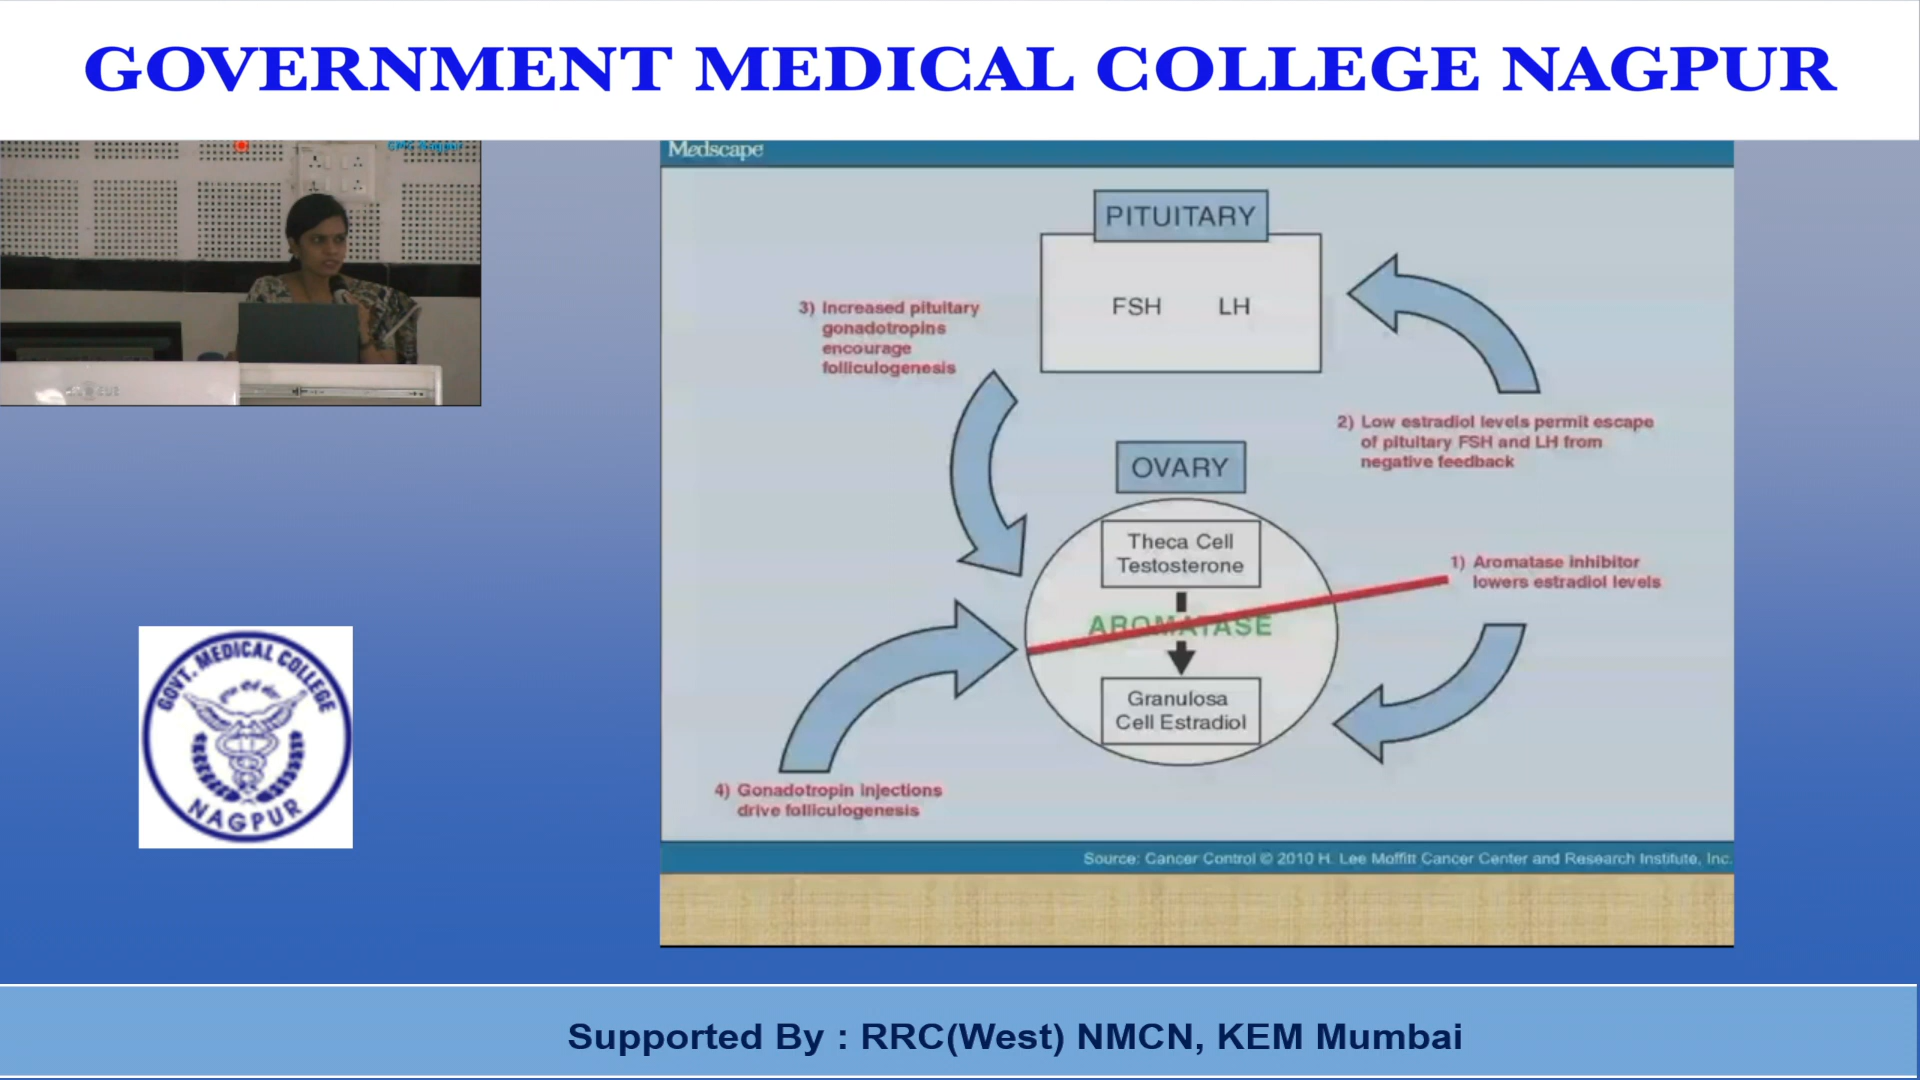 GOVERNMENT MEDICAL COLLEGE NAGPUR
GMC Nagpur
Medscape
PITUITARY
FSH LH
3) Increased pituitary
gonadotropins
encourage
folliculogenesis
2) Low estradiol levels permit escape
of pituitary FSH and LH from
negative feedback
OVARY
Theca Cell
Testosterone
1) Aromatase inhibitor
lowers estradiol levels
AROMATASE
Granulosa
Cell Estradiol
4) Gonadotropin injections
drive folliculogenesis
Source: Cancer Control © 2010 H. Lee Moffitt Cancer Center and Research Institute, Inc.
GOVT. MEDICAL COLLEGE
NAGPUR
Supported By : RRC(West) NMCN, KEM Mumbai